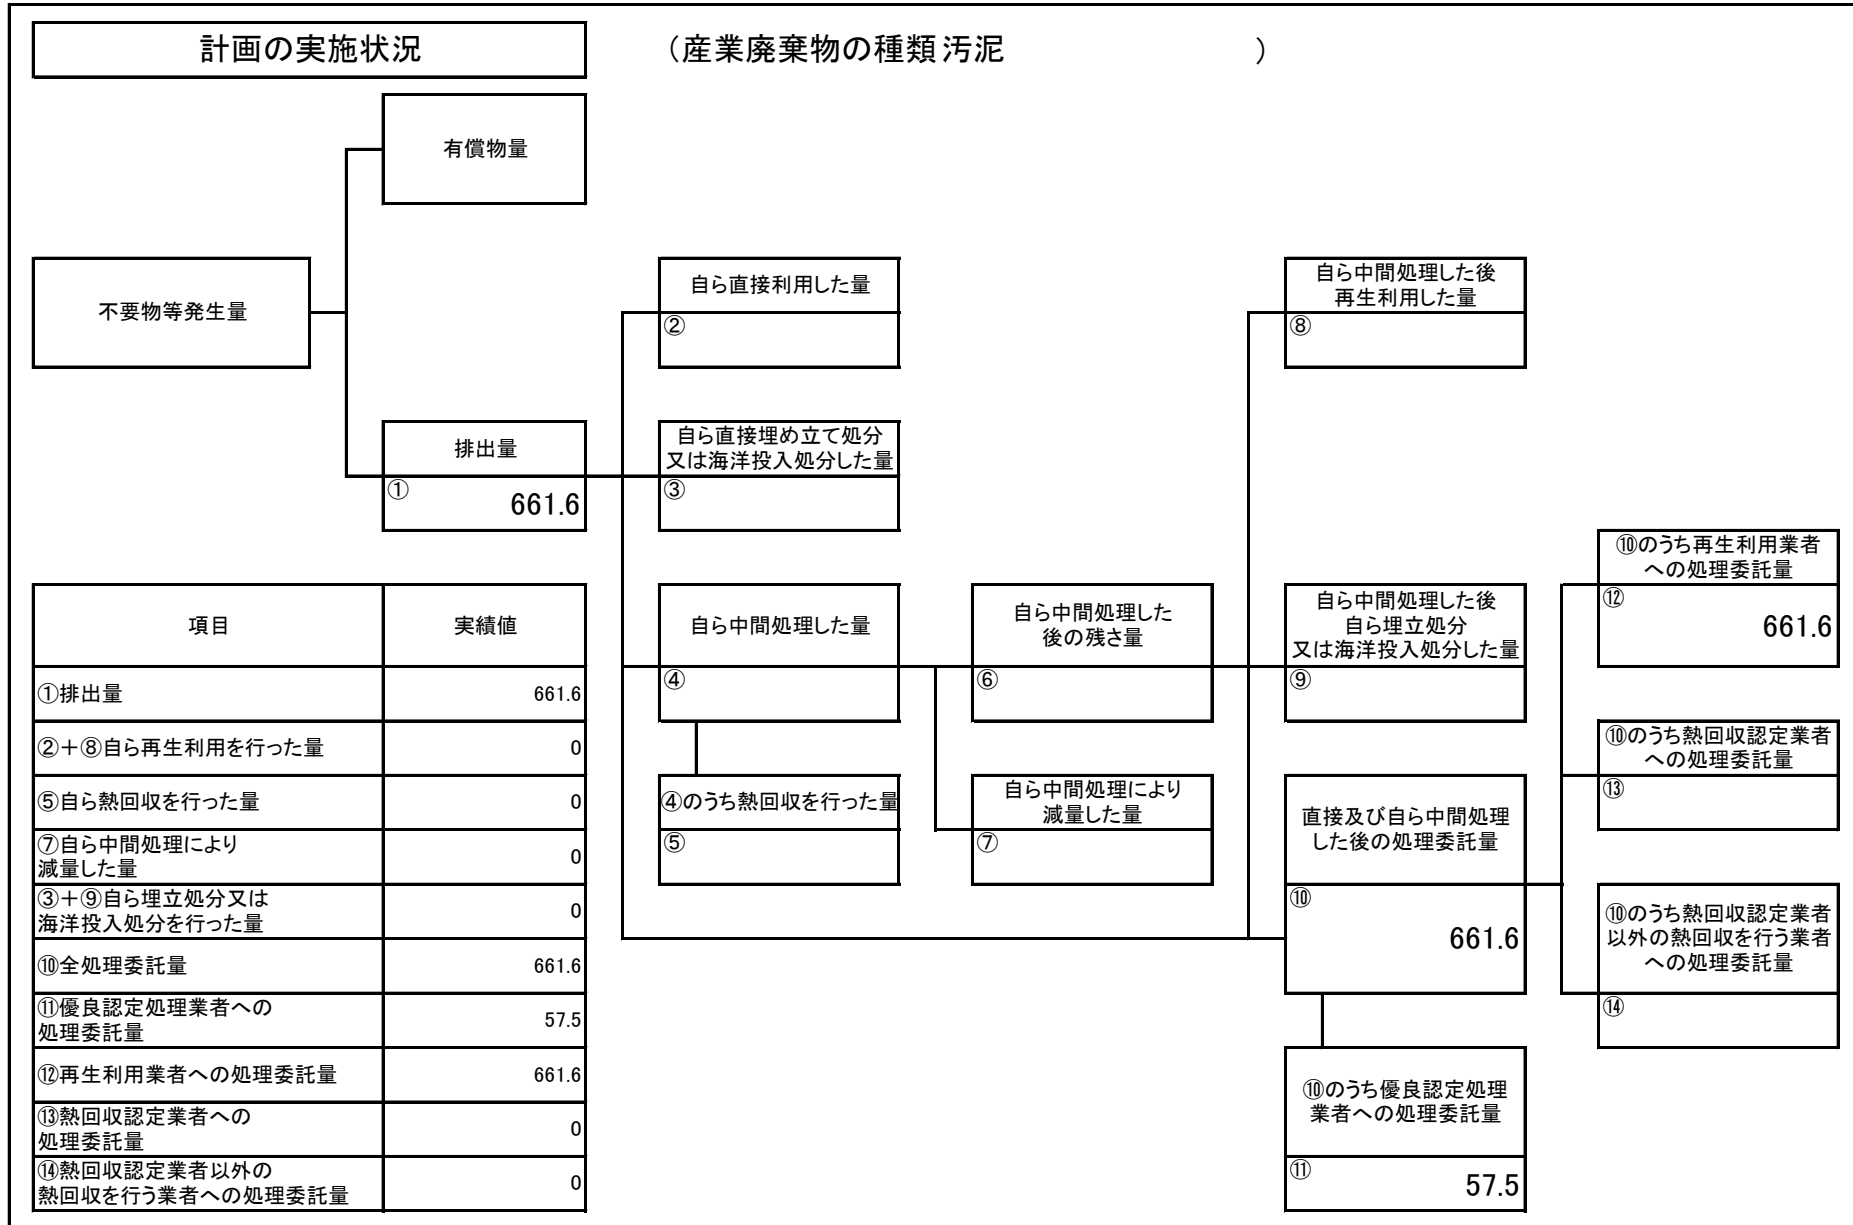 計画の実施状況
（産業廃棄物の種類 汚泥　）
有償物量
不要物等発生量
自ら直接利用した量
②
自ら中間処理した後
再生利用した量
⑧
排出量
①
661.6
自ら直接埋め立て処分
又は海洋投入処分した量
③
⑩のうち再生利用業者
への処理委託量
⑫
661.6
自ら中間処理した量
④
自ら中間処理した
後の残さ量
⑥
自ら中間処理した後
自ら埋立処分
又は海洋投入処分した量
⑨
⑩のうち熱回収認定業者
への処理委託量
⑬
④のうち熱回収を行った量
⑤
自ら中間処理により
減量した量
⑦
直接及び自ら中間処理
した後の処理委託量
⑩
661.6
⑩のうち熱回収認定業者
以外の熱回収を行う業者
への処理委託量
⑭
⑩のうち優良認定処理
業者への処理委託量
⑪
57.5
項目 実績値
①排出量 661.6
②＋⑧自ら再生利用を行った量 0
⑤自ら熱回収を行った量 0
⑦自ら中間処理により
減量した量 0
③＋⑨自ら埋立処分又は
海洋投入処分を行った量 0
⑩全処理委託量 661.6
⑪優良認定処理業者への
処理委託量 57.5
⑫再生利用業者への処理委託量 661.6
⑬熱回収認定業者への
処理委託量 0
⑭熱回収認定業者以外の
熱回収を行う業者への処理委託量 0